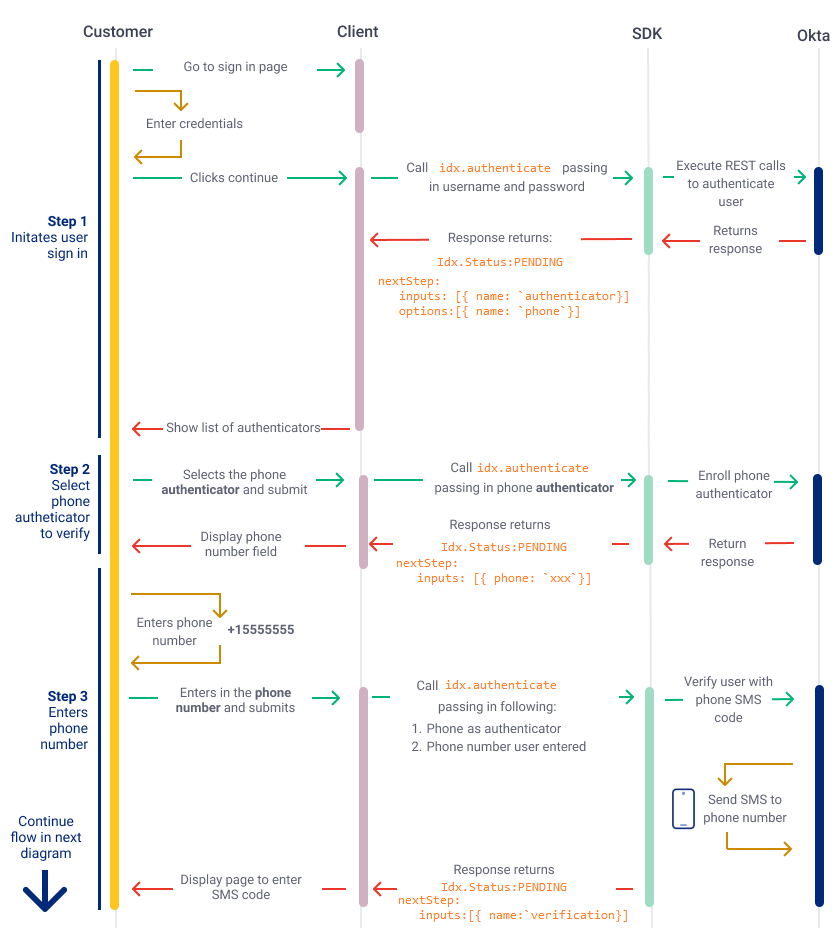 Customer
Client
SDK
Okta
Go to sign in page
Enter credentials
Clicks continue
Call idx.authenticate passing
in username and password
Execute REST calls
to authenticate
user
Step 1
Initates user
sign in
Response returns:
Returns
response
Idx.Status:PENDING
nextStep:
inputs: [{ name: `authenticator}]
options:[{ name: `phone`}]
Show list of authenticators
Step 2
Select
phone
autheticator
to verify
Selects the phone
authenticator and submit
Call idx.authenticate
passing in phone authenticator
Enroll phone
authenticator
Display phone
number field
Response returns
Idx.Status:PENDING
nextStep:
inputs: [{ phone: `xxx`}]
Return
response
Enters phone
number
+15555555
Step 3
Enters
phone
number
Enters in the phone
number and submits
Call idx.authenticate
passing in following:
1. Phone as authenticator
2. Phone number user entered
Verify user with
phone SMS
code
Send SMS to
phone number
Continue
flow in next
diagram
Display page to enter
SMS code
Response returns
Idx.Status:PENDING
nextStep:
inputs:[{ name:`verification}]